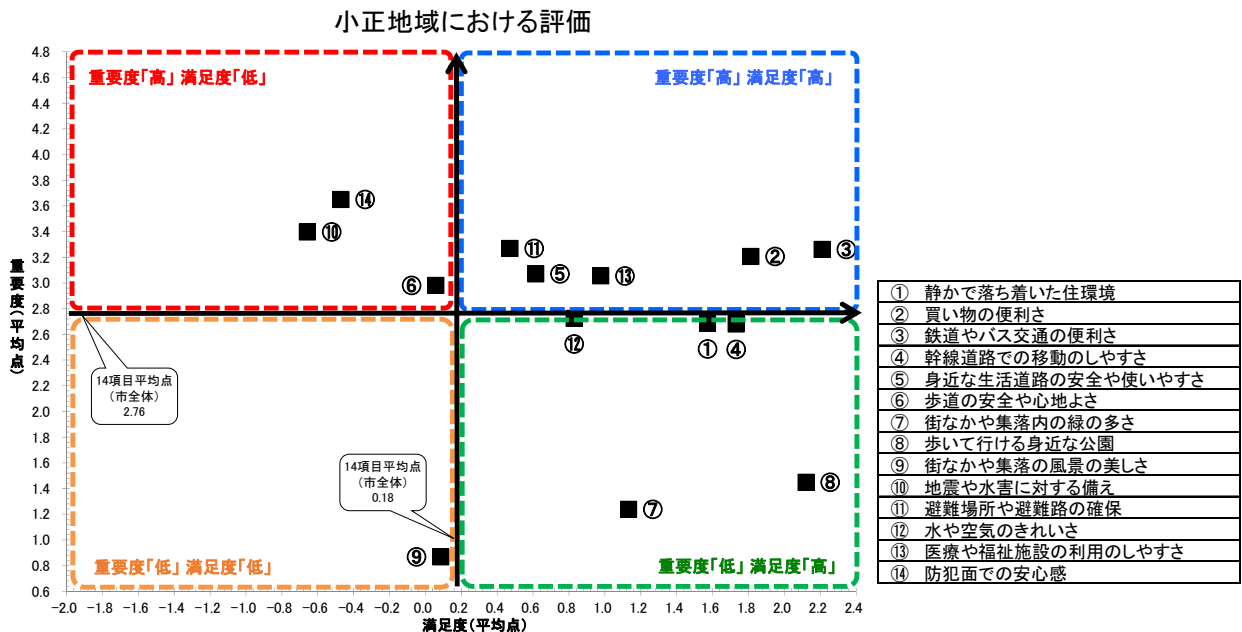 小正地域における評価
4.8
4.6
4.4
4.2
4.0
3.8
3.6
3.4
3.2
3.0
2.8
2.6
2.4
2.2
2.0
1.8
1.6
1.4
1.2
1.0
0.8
0.6
重要度(平均点)
重要度「高」 満足度「低」
重要度「高」 満足度「高」
⑭
⑩
⑥
⑪
⑤
⑬
②
③
⑫
①
④
14項目平均点
(市全体)
2.76
14項目平均点
(市全体)
0.18
⑧
⑦
⑨
重要度「低」 満足度「低」
重要度「低」 満足度「高」
−2.0 −1.8 −1.6 −1.4 −1.2 −1.0 −0.8 −0.6 −0.4 −0.2 0.0 0.2 0.4 0.6 0.8 1.0 1.2 1.4 1.6 1.8 2.0 2.2 2.4
満足度(平均点)
① 静かで落ち着いた住環境
② 買い物の便利さ
③ 鉄道やバス交通の便利さ
④ 幹線道路での移動のしやすさ
⑤ 身近な生活道路の安全や使いやすさ
⑥ 歩道の安全や心地よさ
⑦ 街なかや集落内の緑の多さ
⑧ 歩いて行ける身近な公園
⑨ 街なかや集落の風景の美しさ
⑩ 地震や水害に対する備え
⑪ 避難場所や避難路の確保
⑫ 水や空気のきれいさ
⑬ 医療や福祉施設の利用のしやすさ
⑭ 防犯面での安心感